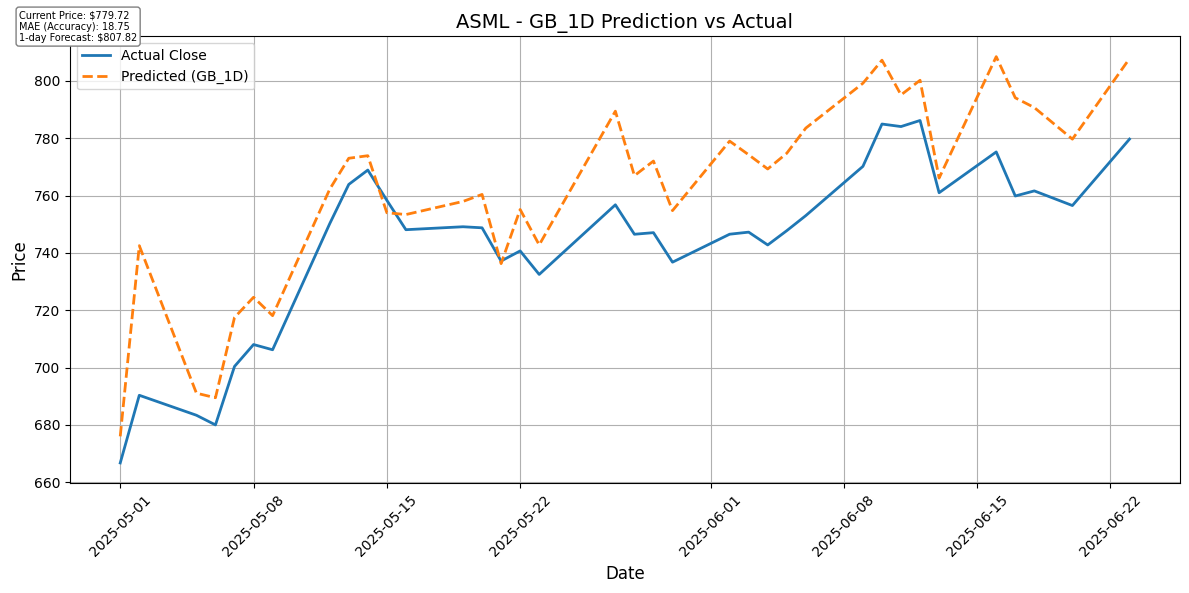 Current Price: $779.72
MAE (Accuracy): 18.75
1-day Forecast: $807.82
ASML - GB_1D Prediction vs Actual
Actual Close
Predicted (GB_1D)
Price
800
780
760
740
720
700
680
660
2025-05-01
2025-05-08
2025-05-15
2025-05-22
2025-06-01
2025-06-08
2025-06-15
2025-06-22
Date